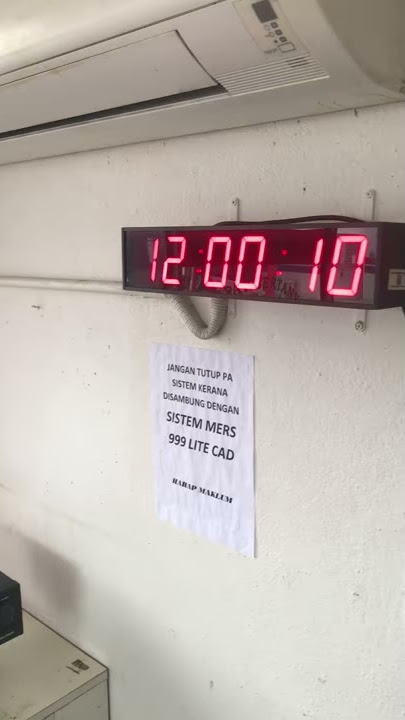 12:00:10
JANGAN TUTUP PA
SISTEM KERANA
DISAMBUNG DENGAN
SISTEM MERS
999 LITE CAD
HARAP MAKLUM